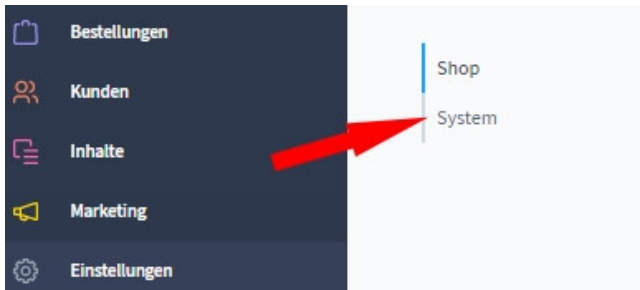 Bestellungen
Kunden
Inhalte
Marketing
Einstellungen
Shop
System